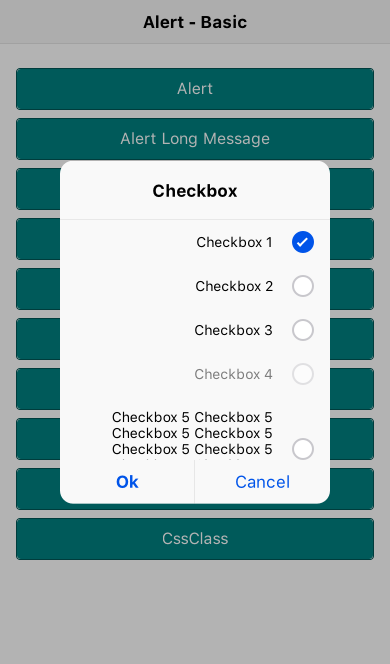 Alert - Basic
Alert
Alert Long Message
Checkbox
Checkbox 1
Checkbox 2
Checkbox 3
Checkbox 4
Checkbox 5 Checkbox 5
Checkbox 5 Checkbox 5
Checkbox 5 Checkbox 5
Ok
Cancel
CssClass